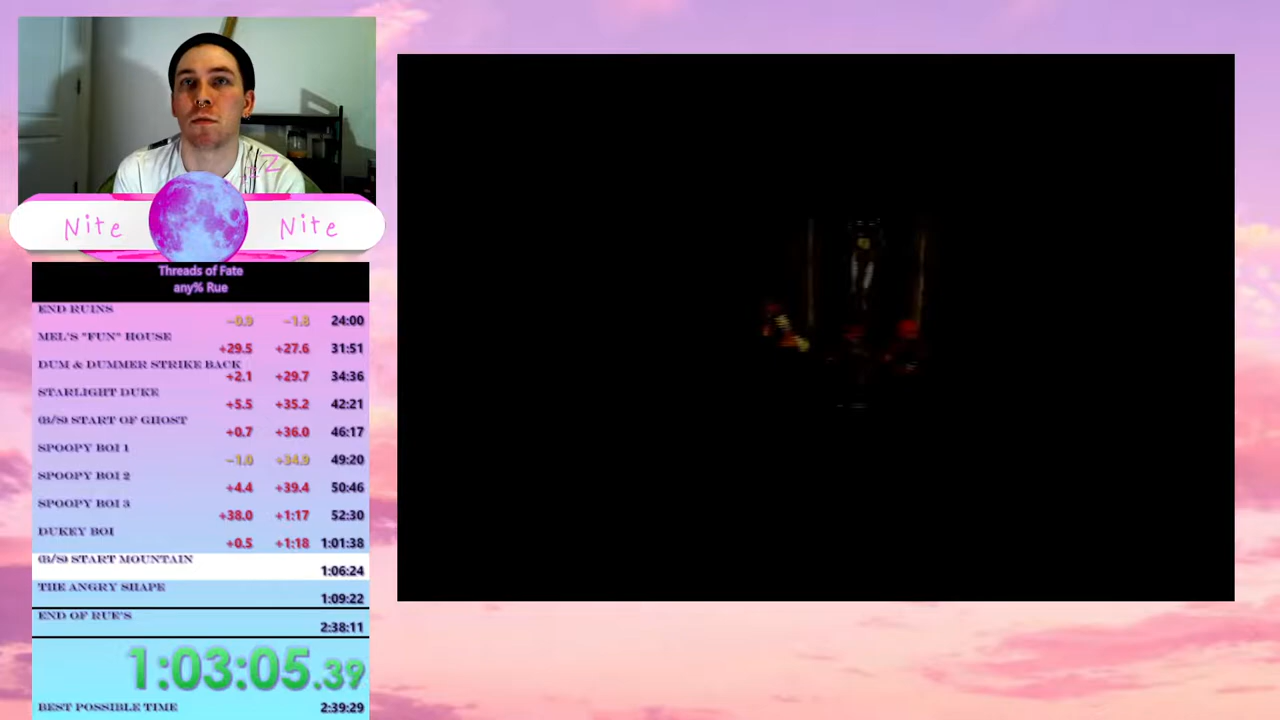 Nite Nite
Threads of Fate
any% Rue
END RUINS
-0.9 -1.8 24:00
MEL'S "FUN" HOUSE
+29.5 +27.6 31:51
DUM & DUMMER STRIKE BACK
+2.1 +29.7 34:36
STARLIGHT DUKE
+5.5 +35.2 42:21
(B/S) START OF GHOST
+0.7 +36.0 46:17
SPOOPY BOI 1
-1.0 +34.9 49:20
SPOOPY BOI 2
+4.4 +39.4 50:46
SPOOPY BOI 3
+38.0 +1:17 52:30
DUKEY BOI
+0.5 +1:18 1:01:38
(B/S) START MOUNTAIN
1:06:24
THE ANGRY SHAPE
1:09:22
END OF RUE'S
2:38:11
1:03:05.39
BEST POSSIBLE TIME 2:39:29